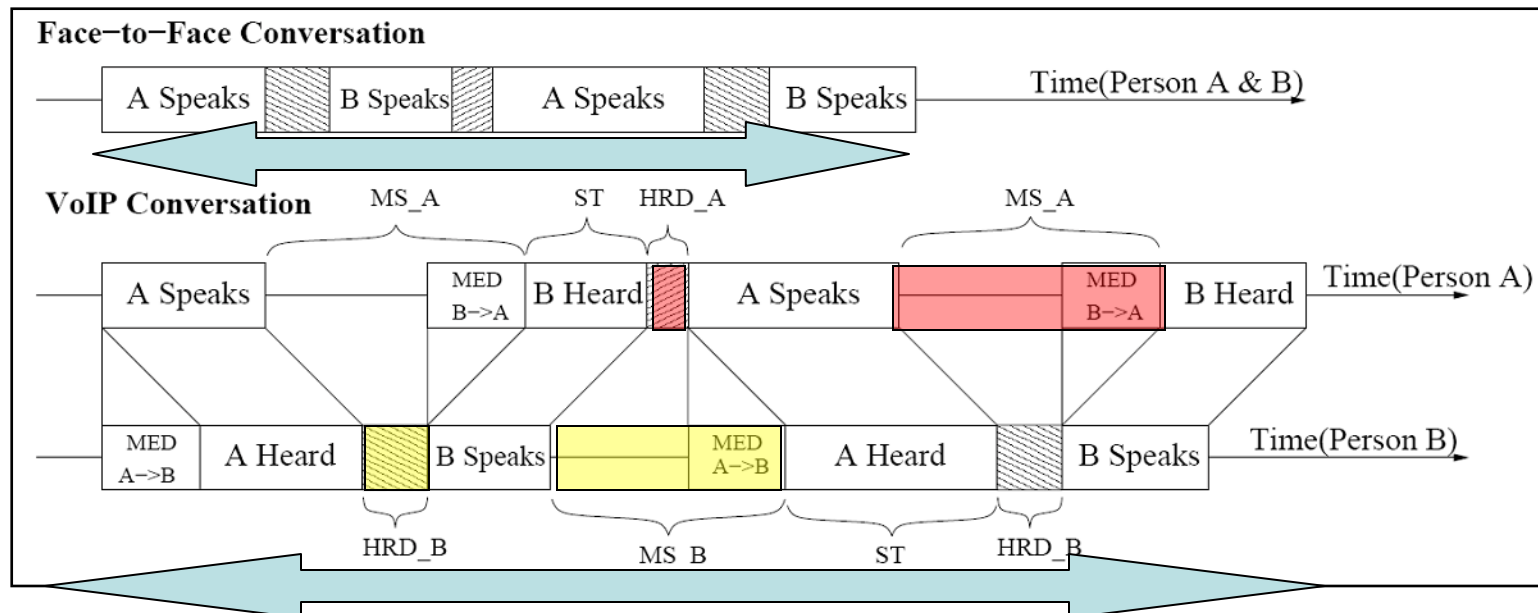 Face−to−Face Conversation
A Speaks B Speaks A Speaks B Speaks Time(Person A & B)
VoIP Conversation MS_A ST HRD_A MS_A
A Speaks MED B−>A B Heard A Speaks MED B−>A B Heard Time(Person A)
MED A−>B A Heard B Speaks MED A−>B A Heard B Speaks Time(Person B)
HRD_B MS_B ST HRD_B